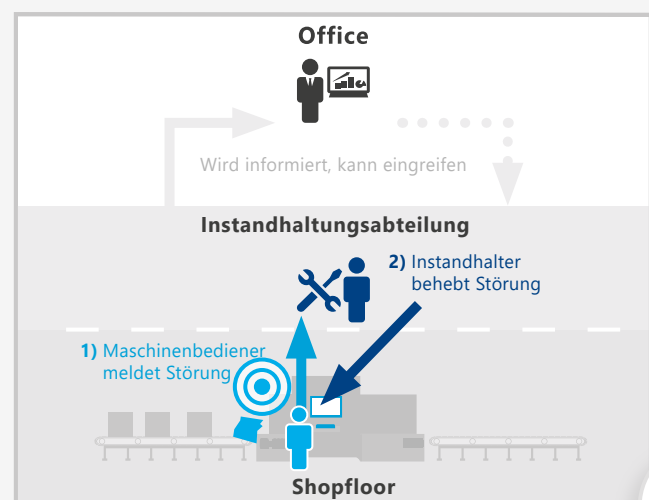 Office
Wird informiert, kann eingreifen
Instandhaltungsabteilung
2) Instandhalter
behebt Störung
1) Maschinenbediener
meldet Störung
Shopfloor